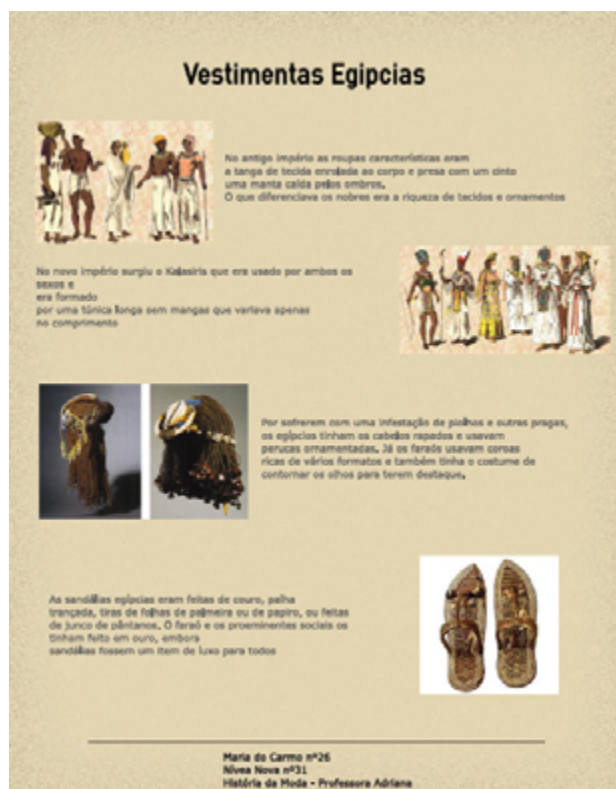 Vestimentas Egipcias
No antigo império as roupas características eram
a tanga de tecida enrolada ao corpo e presa com um cinto
uma manta caída pelos ombros.
O que diferenciava os nobres era a riqueza de tecidos e ornamentos
No novo império surgiu o Kalasiris que era usado por ambos os
sexos e
era formado
por uma túnica longa sem mangas que variava apenas
no comprimento
Por sofrerem com uma infestação de piolhos e outras pragas,
os egípcios tinham os cabelos rapados e usavam
perucas ornamentadas. Já os faraós usavam coroas
ricas de vários formatos e também tinha o costume de
contornar os olhos para terem destaque.
As sandálias egípcias eram feitas de couro, palha
trançada, tiras de folhas de palmeira ou de papiro, ou feitas
de junco de pântanos. O faraó e os proeminentes sociais os
tinham feito em ouro, embora
sandálias fossem um item de luxo para todos
Maria do Carmo nº26
Nívea Nova nº31
História da Moda - Professora Adriana